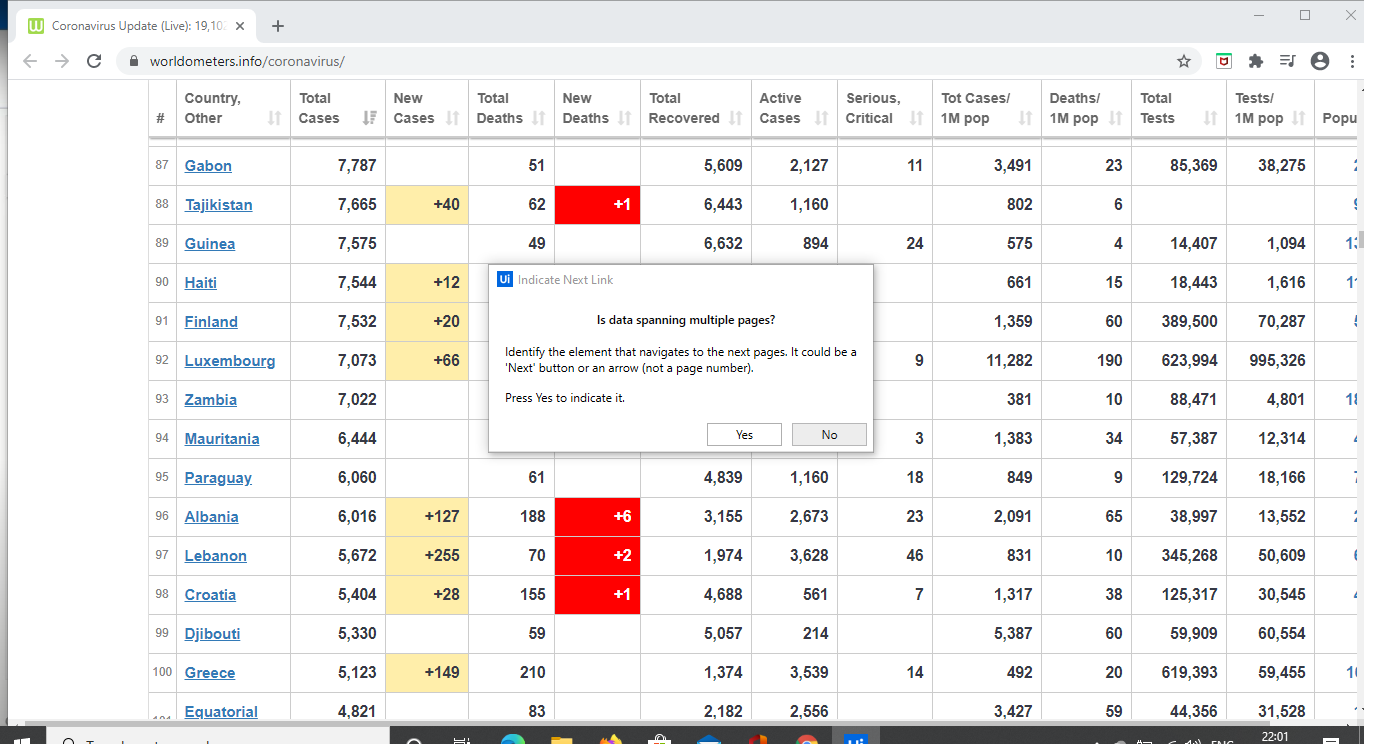 Coronavirus Update (Live): 19,10
worldometers.info/coronavirus/
# Country, Other Total Cases New Cases Total Deaths New Deaths Total Recovered Active Cases Serious, Critical Tot Cases/ 1M pop Deaths/ 1M pop Total Tests Tests/ 1M pop Popu
87 Gabon 7,787 51 5,609 2,127 11 3,491 23 85,369 38,275
88 Tajikistan 7,665 +40 62 +1 6,443 1,160 802 6
89 Guinea 7,575 49 6,632 894 24 575 4 14,407 1,094 13
90 Haiti 7,544 +12 661 15 18,443 1,616 11
91 Finland 7,532 +20 1,359 60 389,500 70,287
92 Luxembourg 7,073 +66 9 11,282 190 623,994 995,326
93 Zambia 7,022 381 10 88,471 4,801 18
94 Mauritania 6,444 3 1,383 34 57,387 12,314
95 Paraguay 6,060 61 4,839 1,160 18 849 9 129,724 18,166
96 Albania 6,016 +127 188 +6 3,155 2,673 23 2,091 65 38,997 13,552
97 Lebanon 5,672 +255 70 +2 1,974 3,628 46 831 10 345,268 50,609
98 Croatia 5,404 +28 155 +1 4,688 561 7 1,317 38 125,317 30,545
99 Djibouti 5,330 59 5,057 214 5,387 60 59,909 60,554
100 Greece 5,123 +149 210 1,374 3,539 14 492 20 619,393 59,455 10
Equatorial 4,821 83 2,182 2,556 3,427 59 44,356 31,528
Ui Indicate Next Link
Is data spanning multiple pages?
Identify the element that navigates to the next pages. It could be a
'Next' button or an arrow (not a page number).
Press Yes to indicate it.
Yes No
22:01